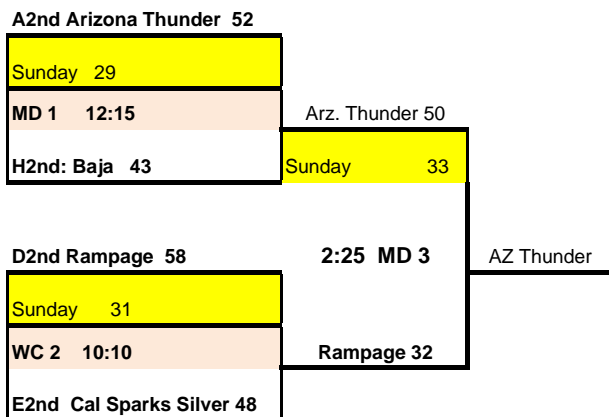 A2nd Arizona Thunder 52
Sunday 29
MD 1 12:15
Arz. Thunder 50
H2nd: Baja 43
Sunday 33
D2nd Rampage 58
2:25 MD 3
AZ Thunder
Sunday 31
WC 2 10:10
Rampage 32
E2nd Cal Sparks Silver 48